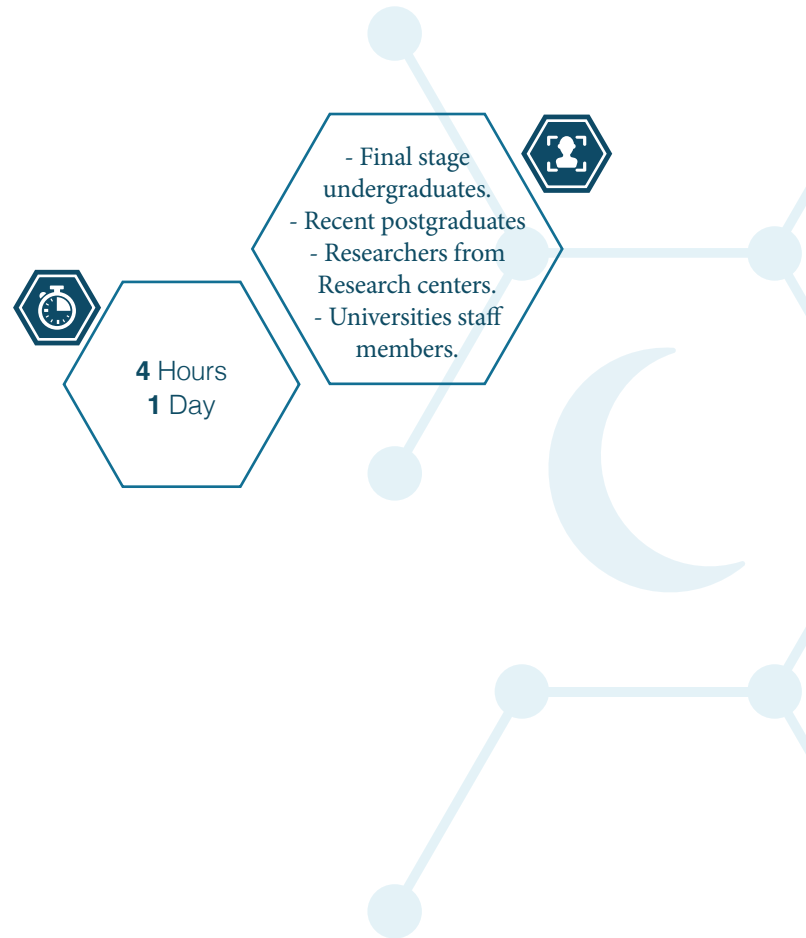 - Final stage
undergraduates.
- Recent postgraduates
- Researchers from
Research centers.
- Universities staff
members.
4 Hours
1 Day